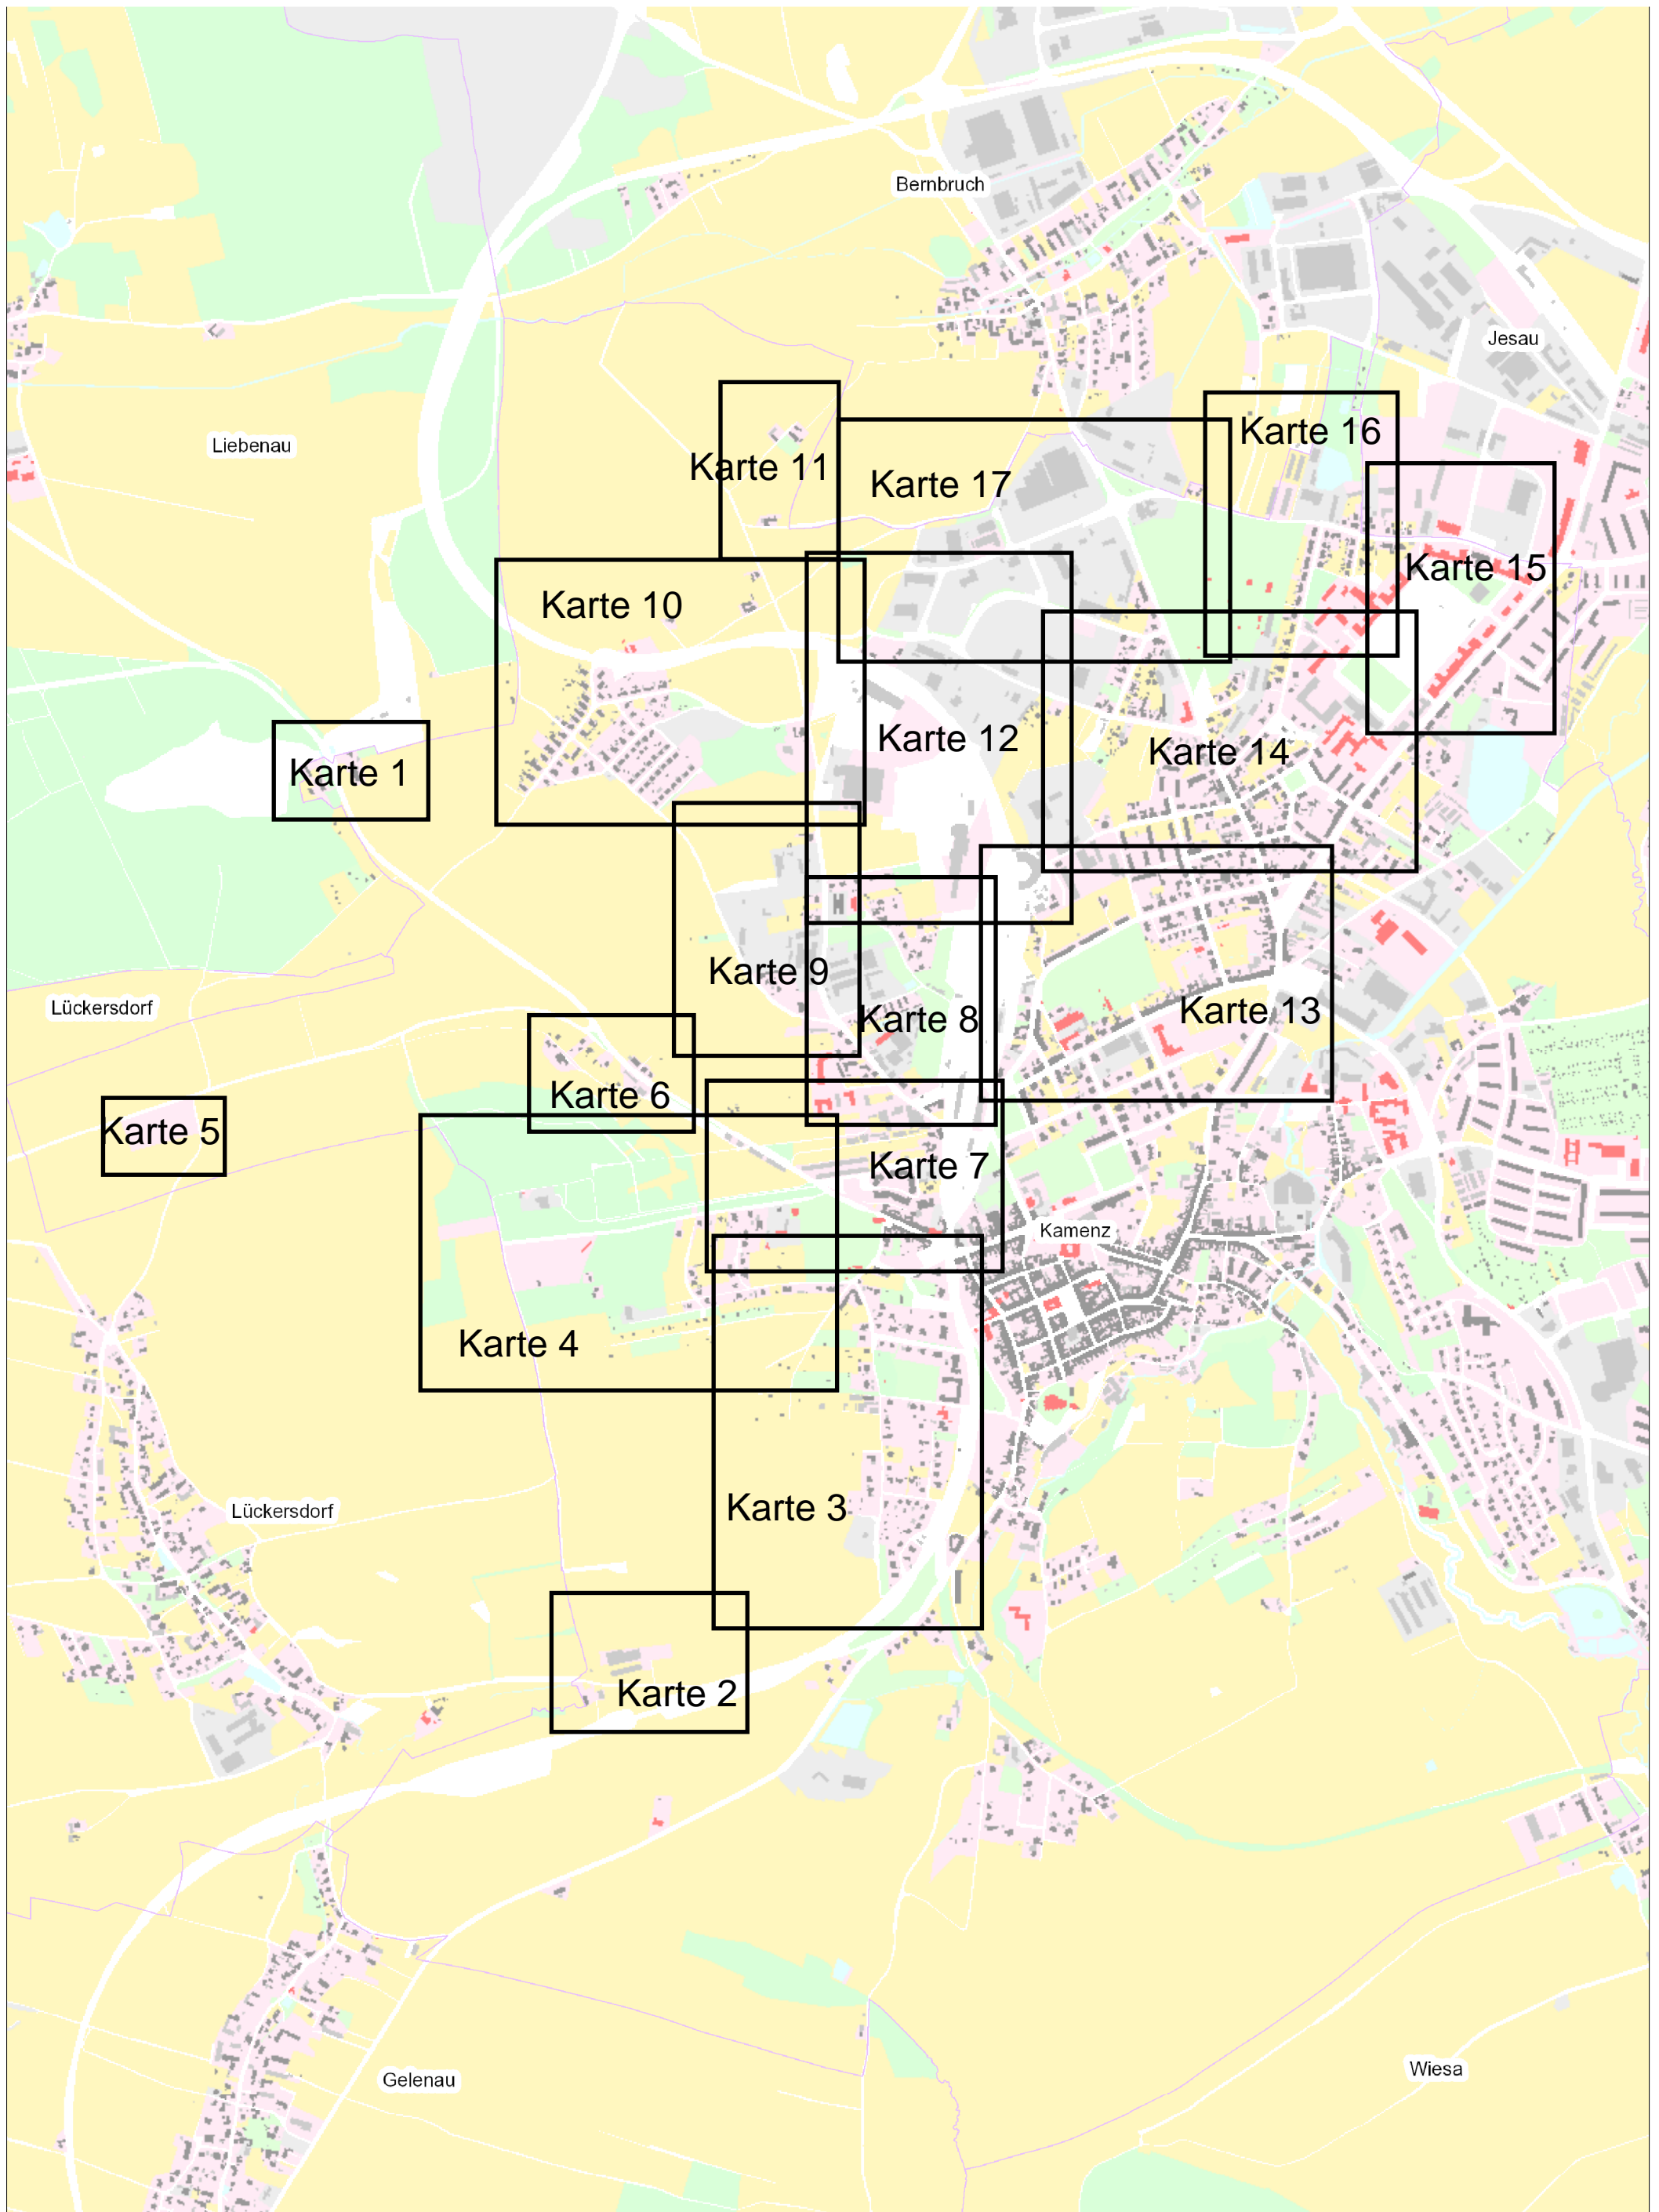 Bernbruch
Jesau
Liebenau
Karte 16
Karte 11
Karte 17
Karte 15
Karte 10
Karte 12
Karte 14
Karte 1
Karte 9
Lückersdorf
Karte 8
Karte 13
Karte 6
Karte 5
Karte 7
Kamenz
Karte 4
Karte 3
Lückersdorf
Karte 2
Gelenau
Wiesa